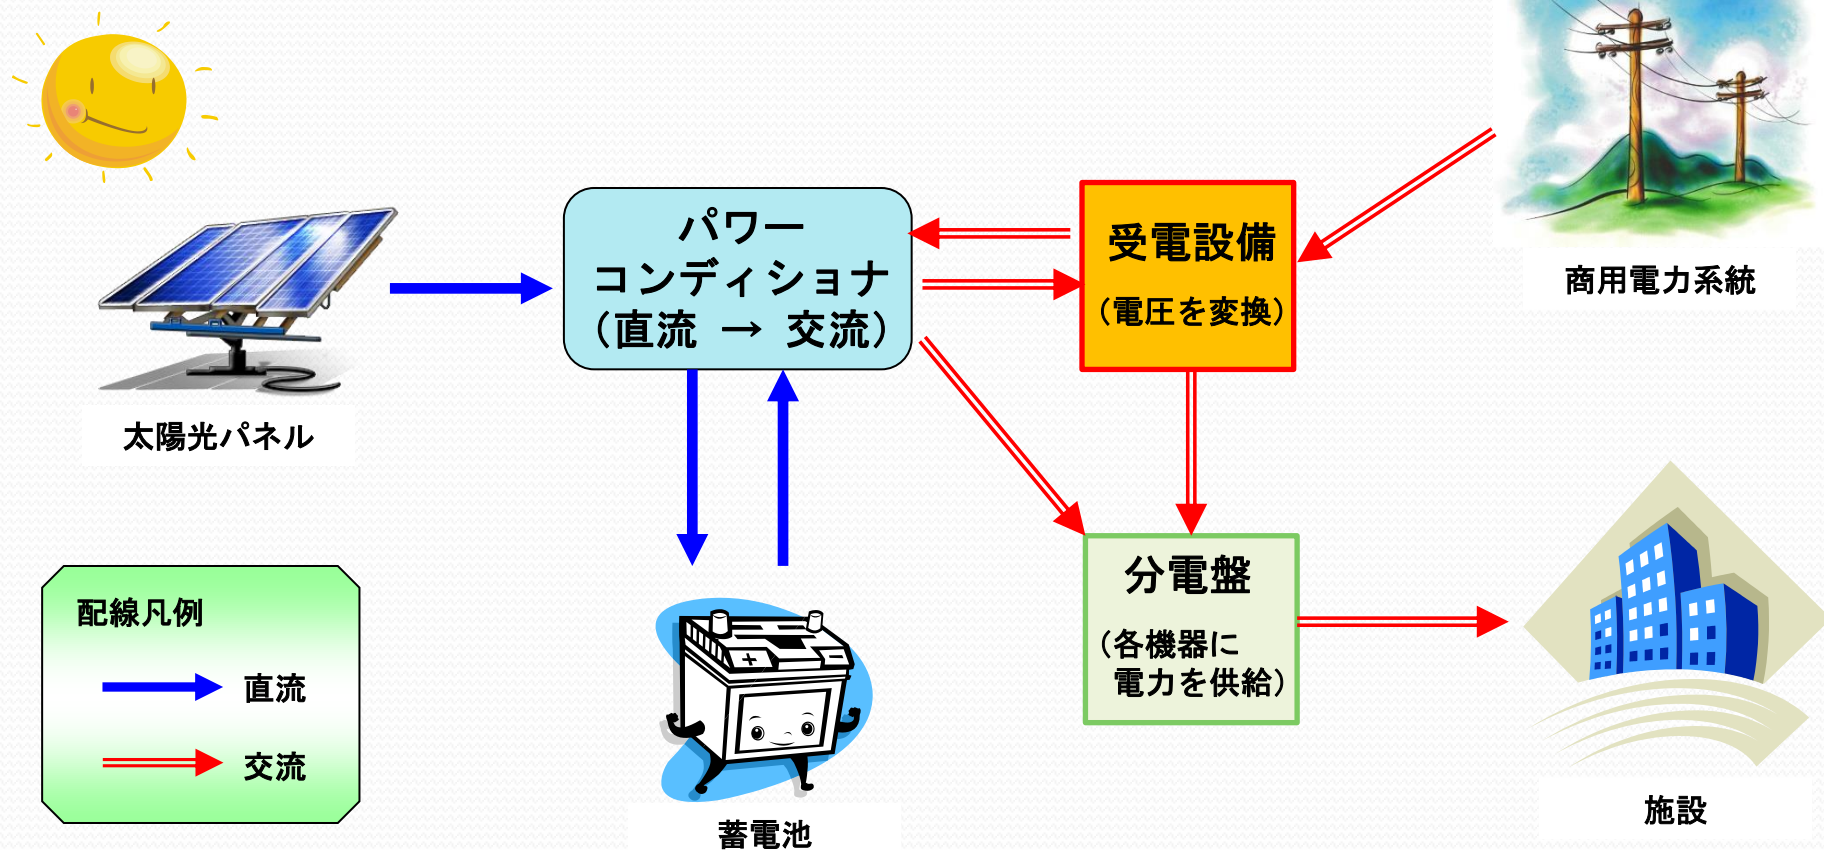 パワー
コンディショナ
（直流 → 交流）
受電設備
（電圧を変換）
商用電力系統
太陽光パネル
分電盤
（各機器に
電力を供給）
配線凡例
直流
交流
＋
－
蓄電池
施設